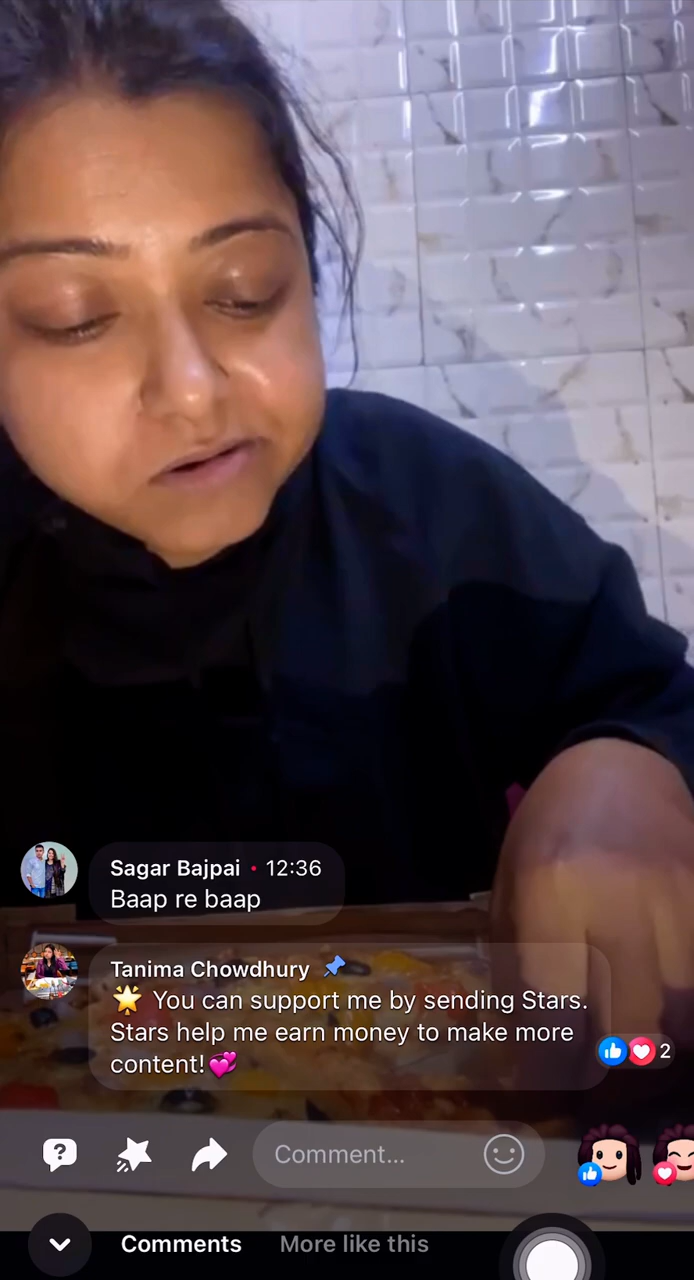 Sagar Bajpai • 12:36
Baap re baap
Tanima Chowdhury 📌
🌟 You can support me by sending Stars.
Stars help me earn money to make more
content!💞
2
Comment...
Comments More like this